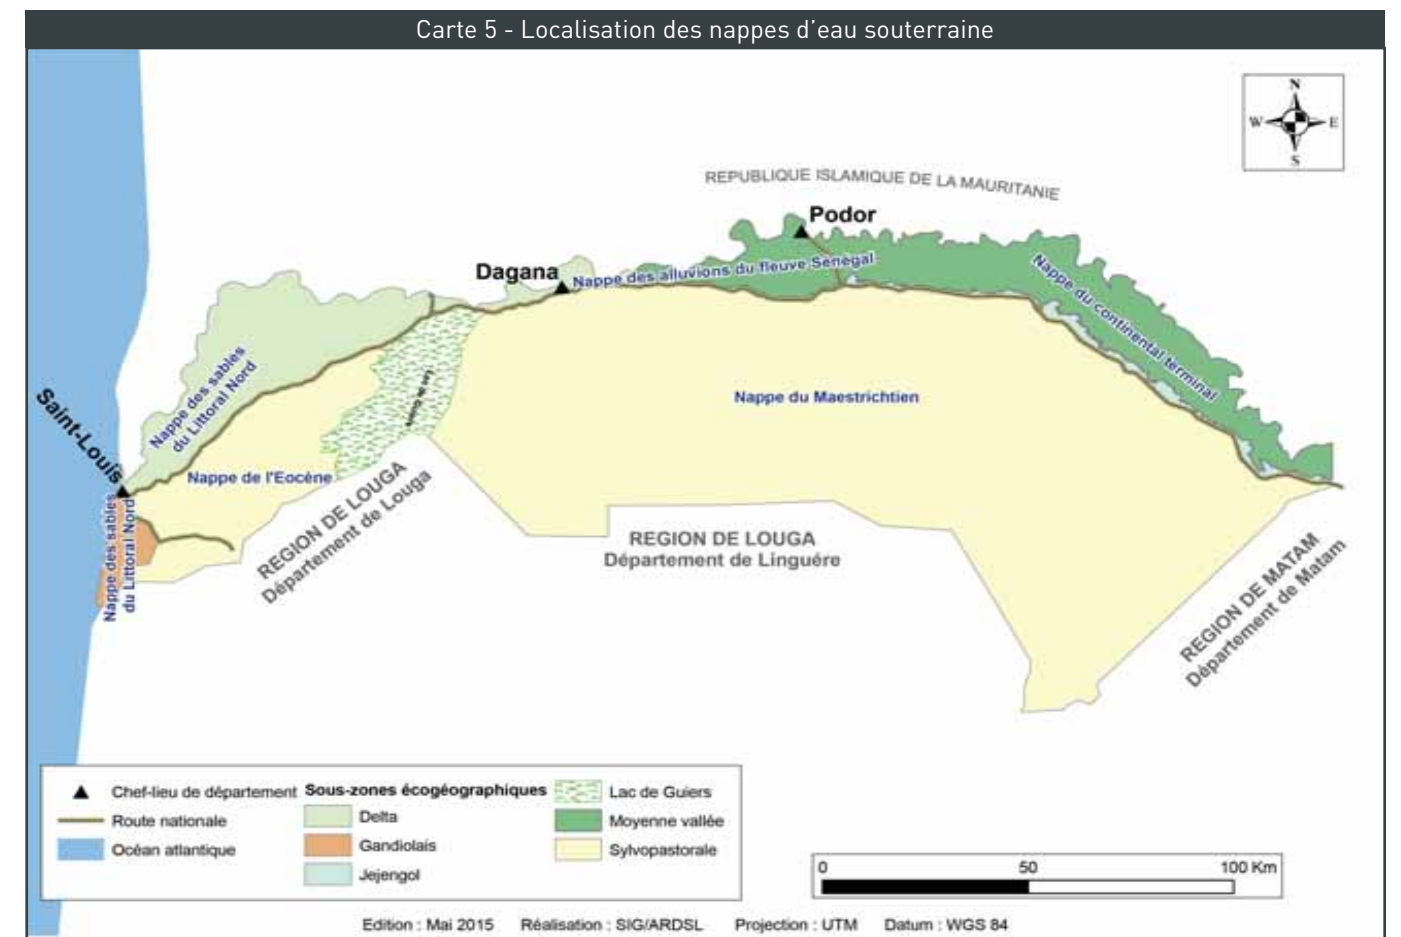 Carte 5 - Localisation des nappes d'eau souterraine
N
W
E
S
REPUBLIQUE ISLAMIQUE DE LA MAURITANIE
Podor
Dagana
Nappe des alluvions du fleuve Sénégal
Nappe du continental terminal
Nappe des sables
du Littoral Nord
Lac de Guiers
Nappe du Maestrichtien
Saint-Louis
Nappe de l'Eocène
Nappe des sables
du Littoral Nord
REGION DE LOUGA
Département de Louga
REGION DE LOUGA
Département de Linguére
REGION DE MATAM
Département de Matam
Chef-lieu de département
Route nationale
Océan atlantique
Sous-zones écogéographiques
Delta
Gandiolais
Jejengol
Lac de Guiers
Moyenne vallée
Sylvopastorale
0 50 100 Km
Edition : Mai 2015 Réalisation : SIG/ARDSL Projection : UTM Datum : WGS 84